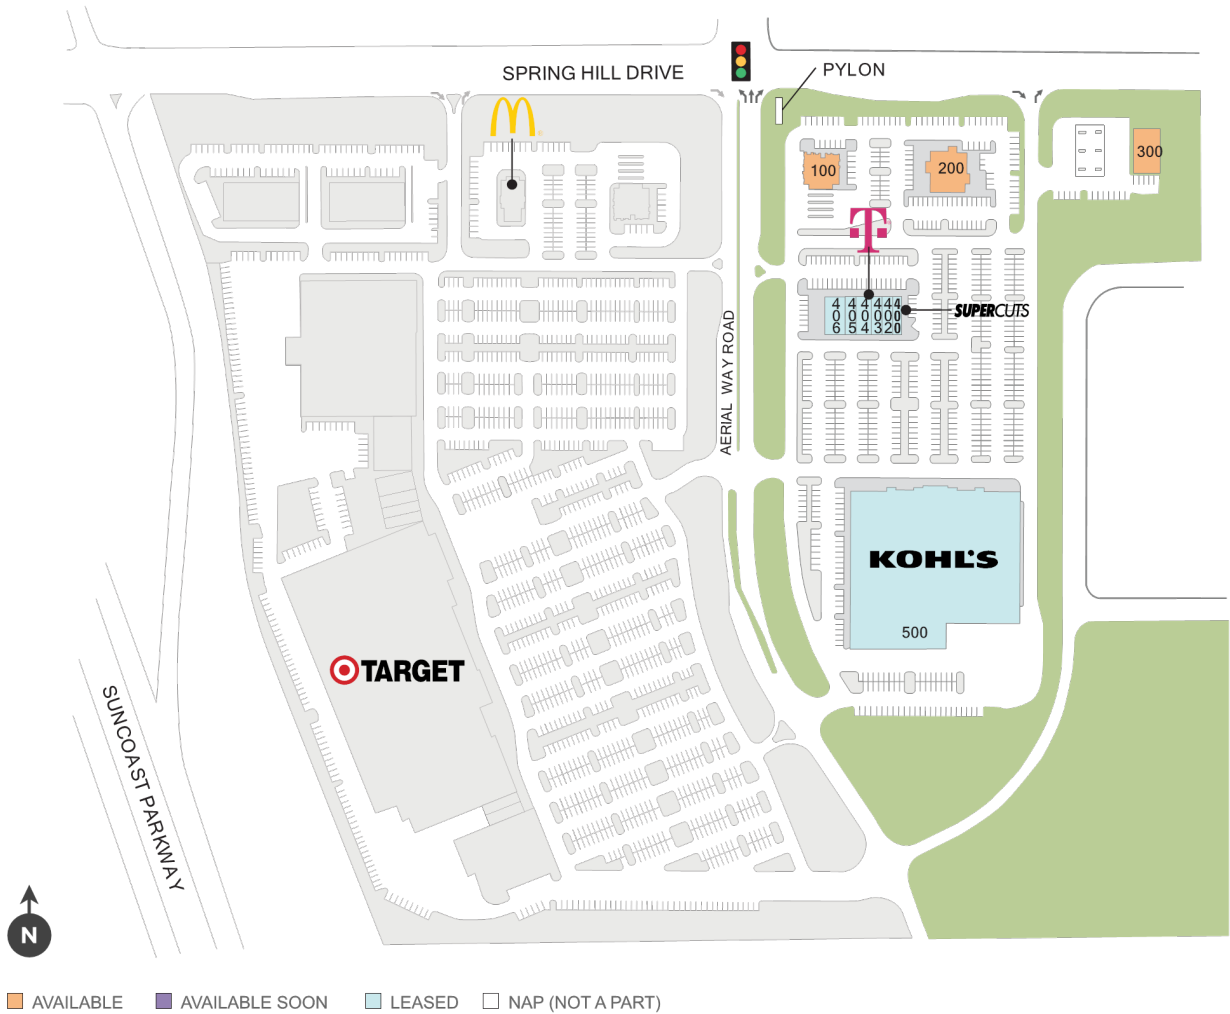 SPRING HILL DRIVE
PYLON
100
200
300
T
406
405
404
403
402
400
SUPERCUTS
AERIAL WAY ROAD
KOHL'S
500
TARGET
SUNCOAST PARKWAY
N
AVAILABLE
AVAILABLE SOON
LEASED
NAP (NOT A PART)